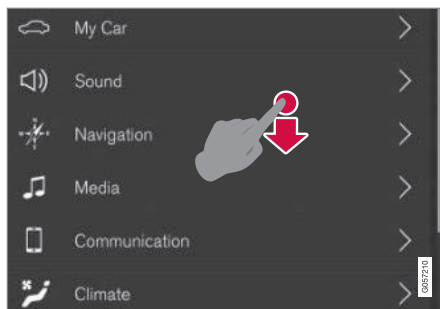 My Car
Sound
Navigation
Media
Communication
Climate
G057210